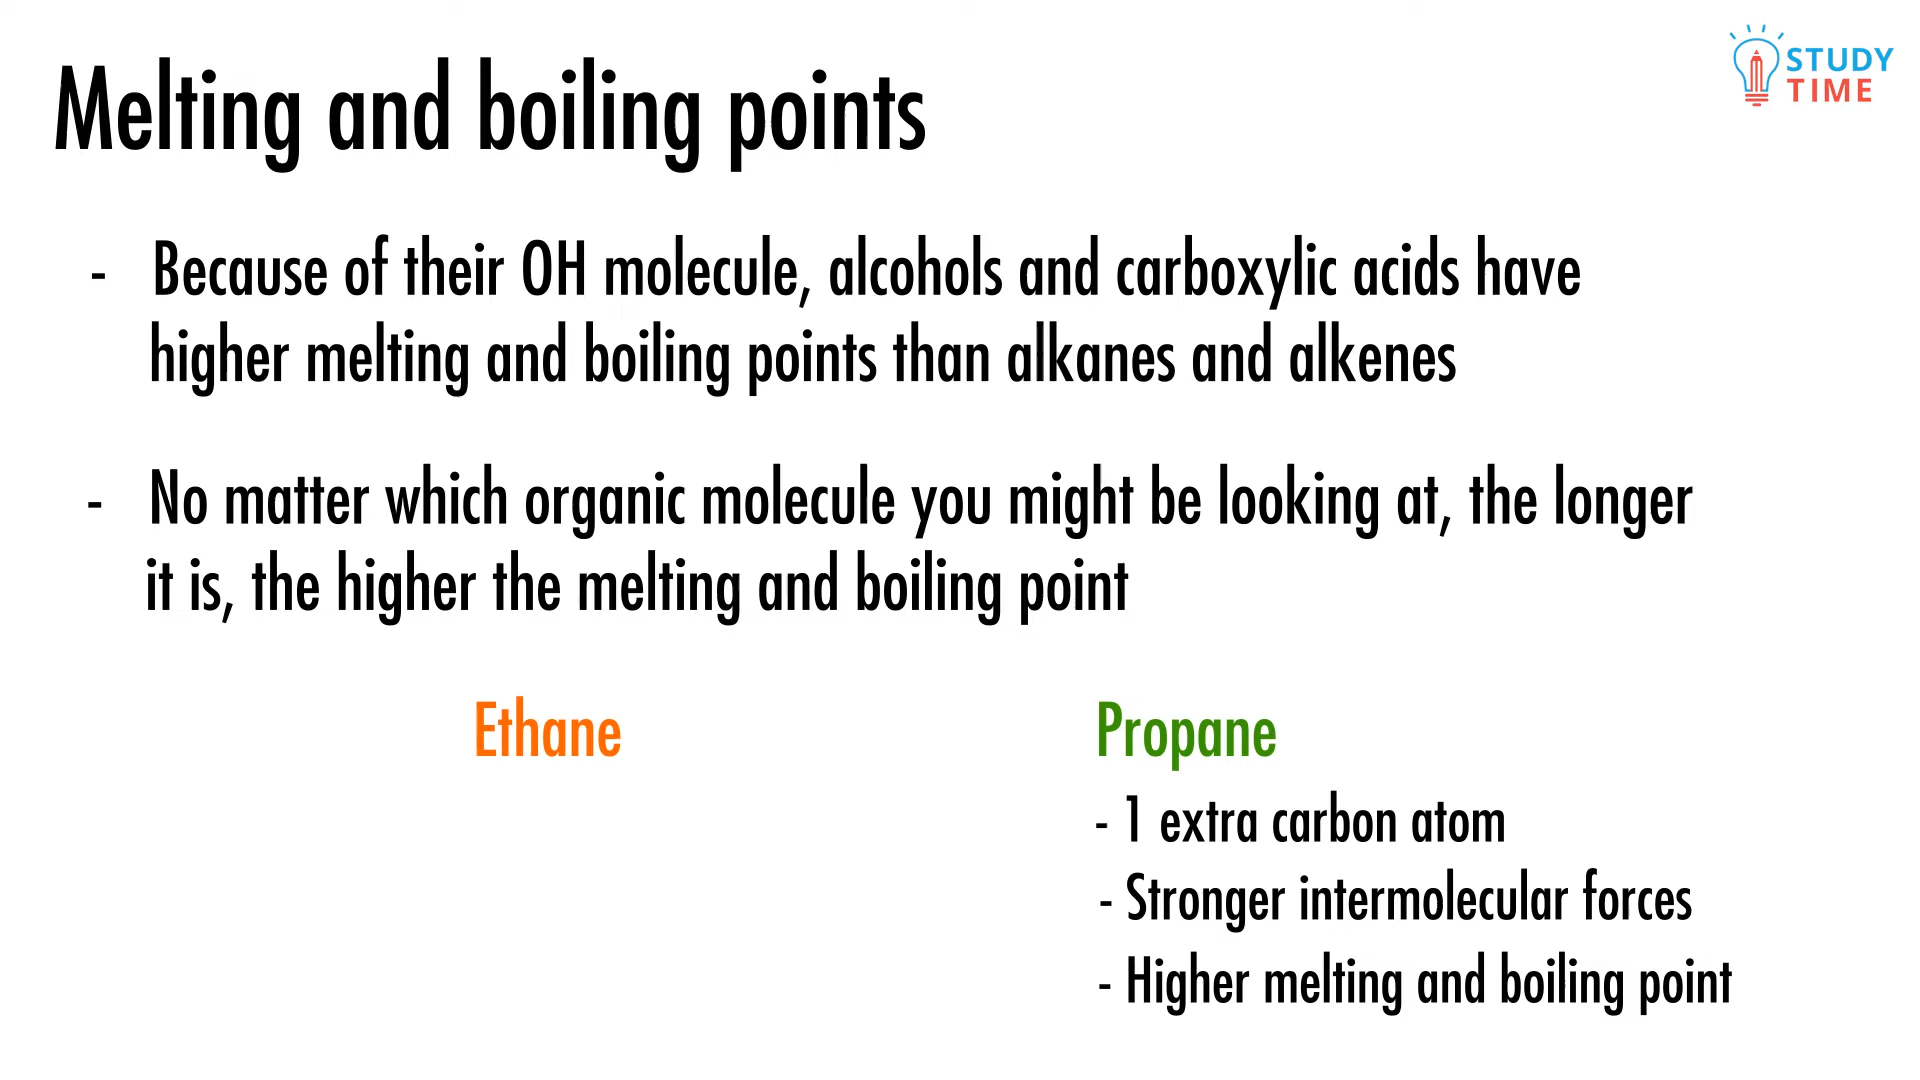 STUDY
TIME
Melting and boiling points
- Because of their OH molecule, alcohols and carboxylic acids have
higher melting and boiling points than alkanes and alkenes
- No matter which organic molecule you might be looking at, the longer
it is, the higher the melting and boiling point
Ethane
Propane
- 1 extra carbon atom
- Stronger intermolecular forces
- Higher melting and boiling point